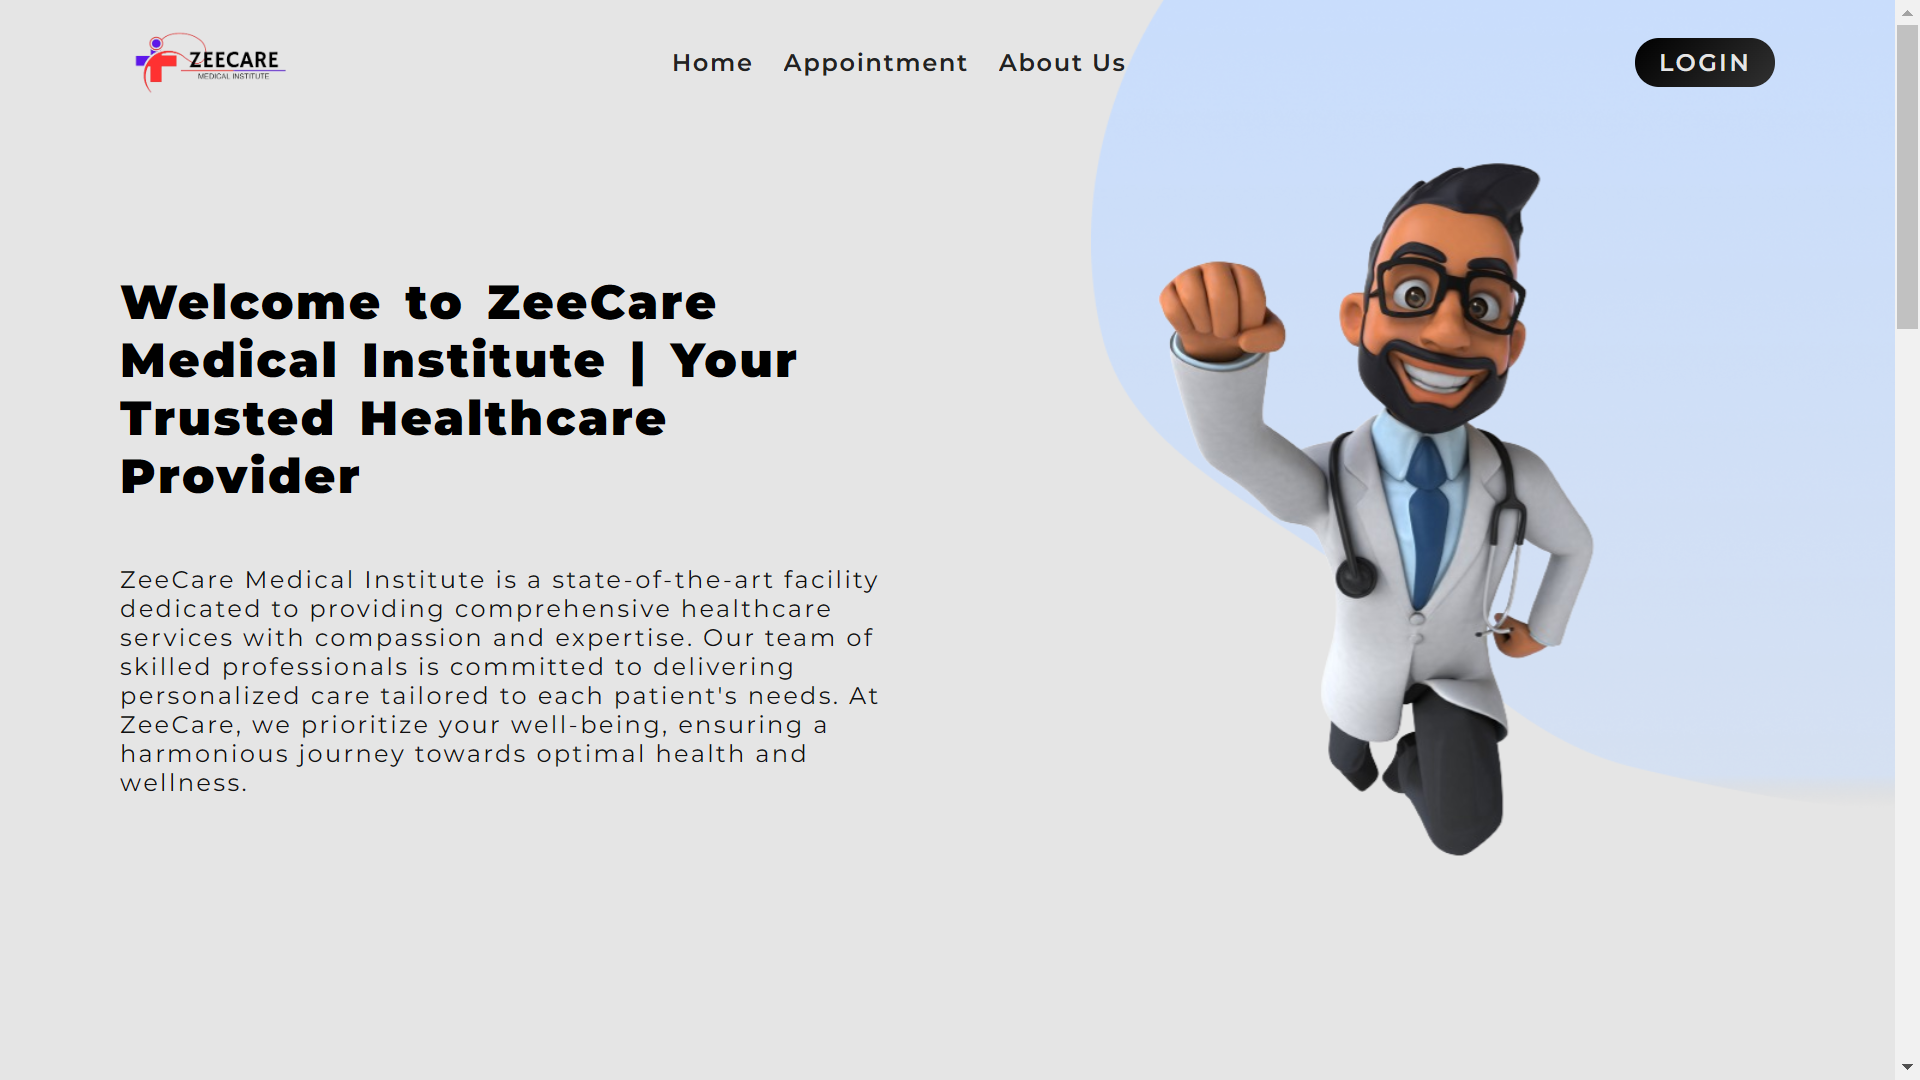 ZEECARE
MEDICAL INSTITUTE
Home Appointment About Us
LOGIN
Welcome to ZeeCare
Medical Institute | Your
Trusted Healthcare
Provider
ZeeCare Medical Institute is a state-of-the-art facility
dedicated to providing comprehensive healthcare
services with compassion and expertise. Our team of
skilled professionals is committed to delivering
personalized care tailored to each patient's needs. At
ZeeCare, we prioritize your well-being, ensuring a
harmonious journey towards optimal health and
wellness.